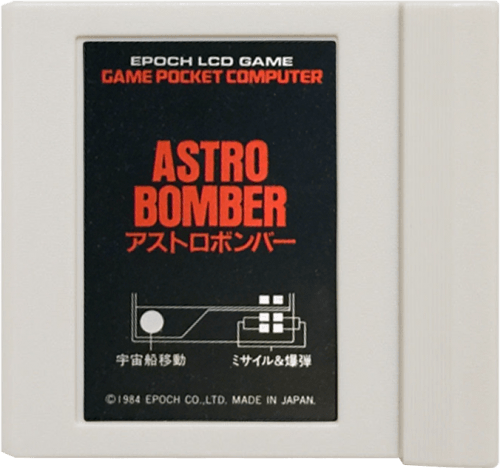 EPOCH LCD GAME
GAME POCKET COMPUTER
ASTRO
BOMBER
アストロボンバー
宇宙船移動 ミサイル&爆弾
©1984 EPOCH CO.,LTD. MADE IN JAPAN.